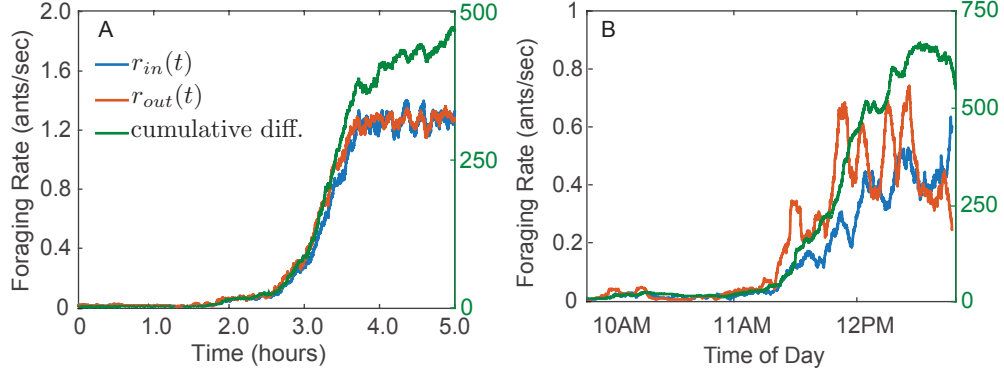 A
B
2.0
1.6
1.2
0.8
0.4
0
Foraging Rate (ants/sec)
r_in(t)
r_out(t)
cumulative diff.
500
250
0
0 1.0 2.0 3.0 4.0 5.0
Time (hours)
1
0.8
0.6
0.4
0.2
0
Foraging Rate (ants/sec)
750
500
250
0
10AM 11AM 12PM
Time of Day